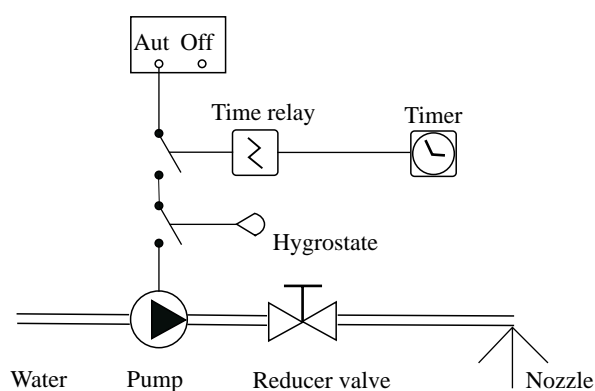 Aut Off
Time relay
Timer
Hygrostate
Water
Pump
Reducer valve
Nozzle